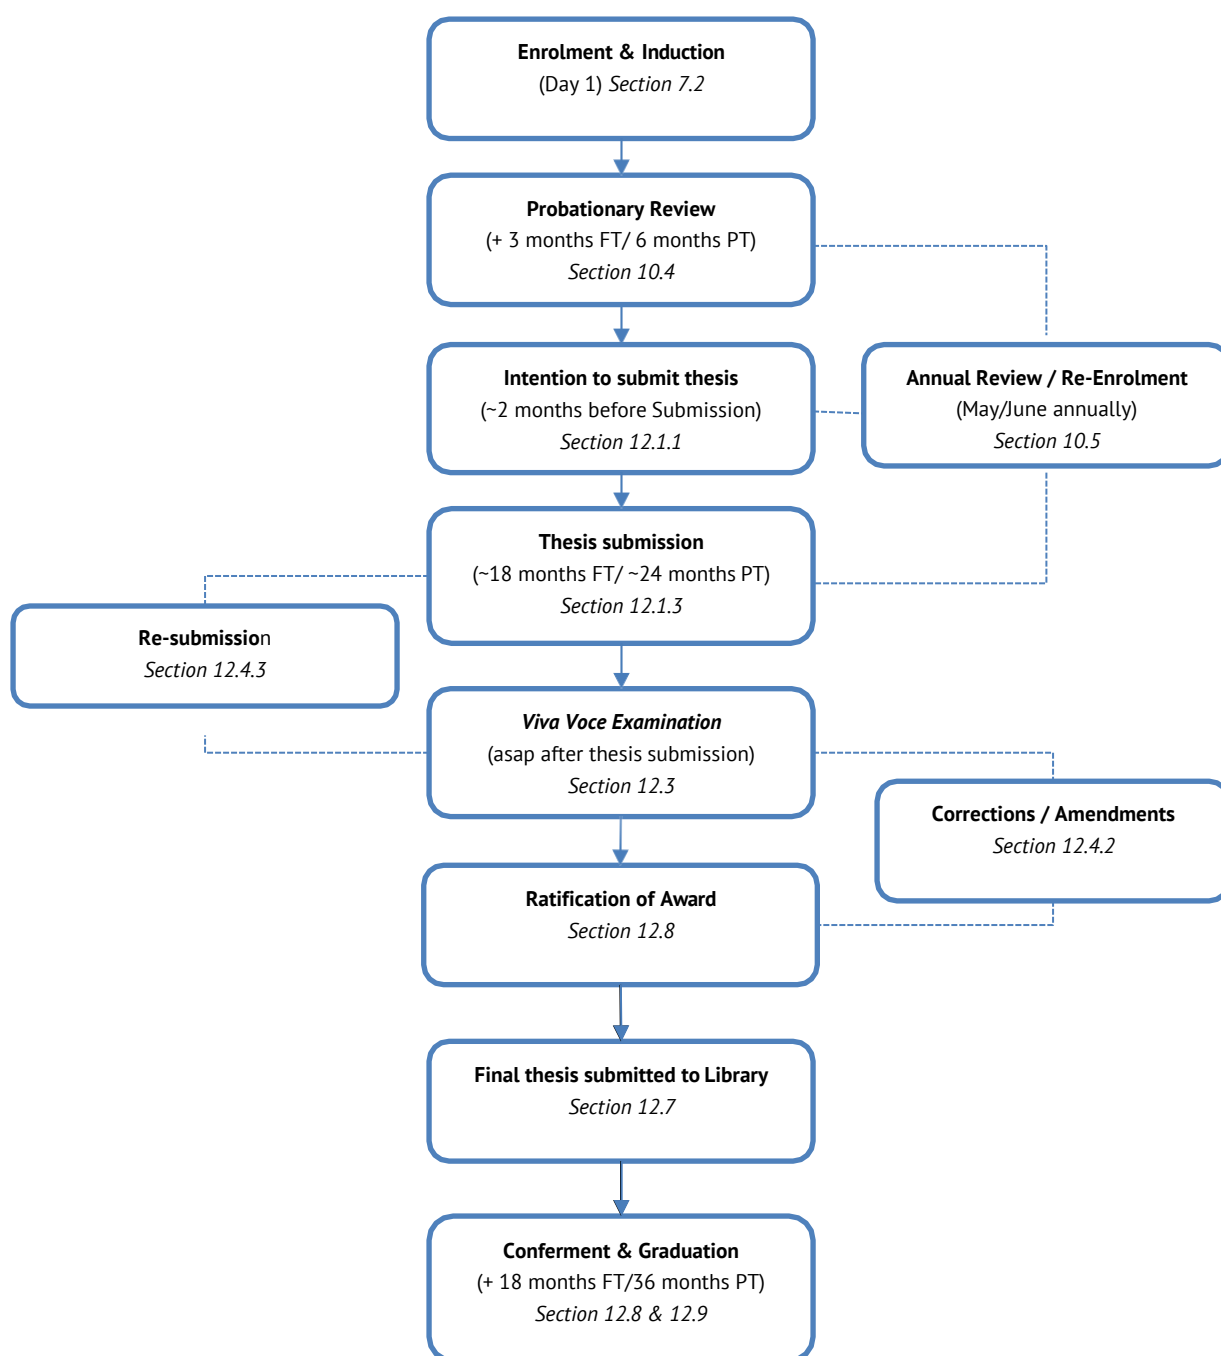 Enrolment & Induction
(Day 1) Section 7.2
Probationary Review
(+ 3 months FT/ 6 months PT)
Section 10.4
Intention to submit thesis
(~2 months before Submission)
Section 12.1.1
Annual Review / Re-Enrolment
(May/June annually)
Section 10.5
Thesis submission
(~18 months FT/ ~24 months PT)
Section 12.1.3
Re-submission
Section 12.4.3
Viva Voce Examination
(asap after thesis submission)
Section 12.3
Corrections / Amendments
Section 12.4.2
Ratification of Award
Section 12.8
Final thesis submitted to Library
Section 12.7
Conferment & Graduation
(+ 18 months FT/36 months PT)
Section 12.8 & 12.9